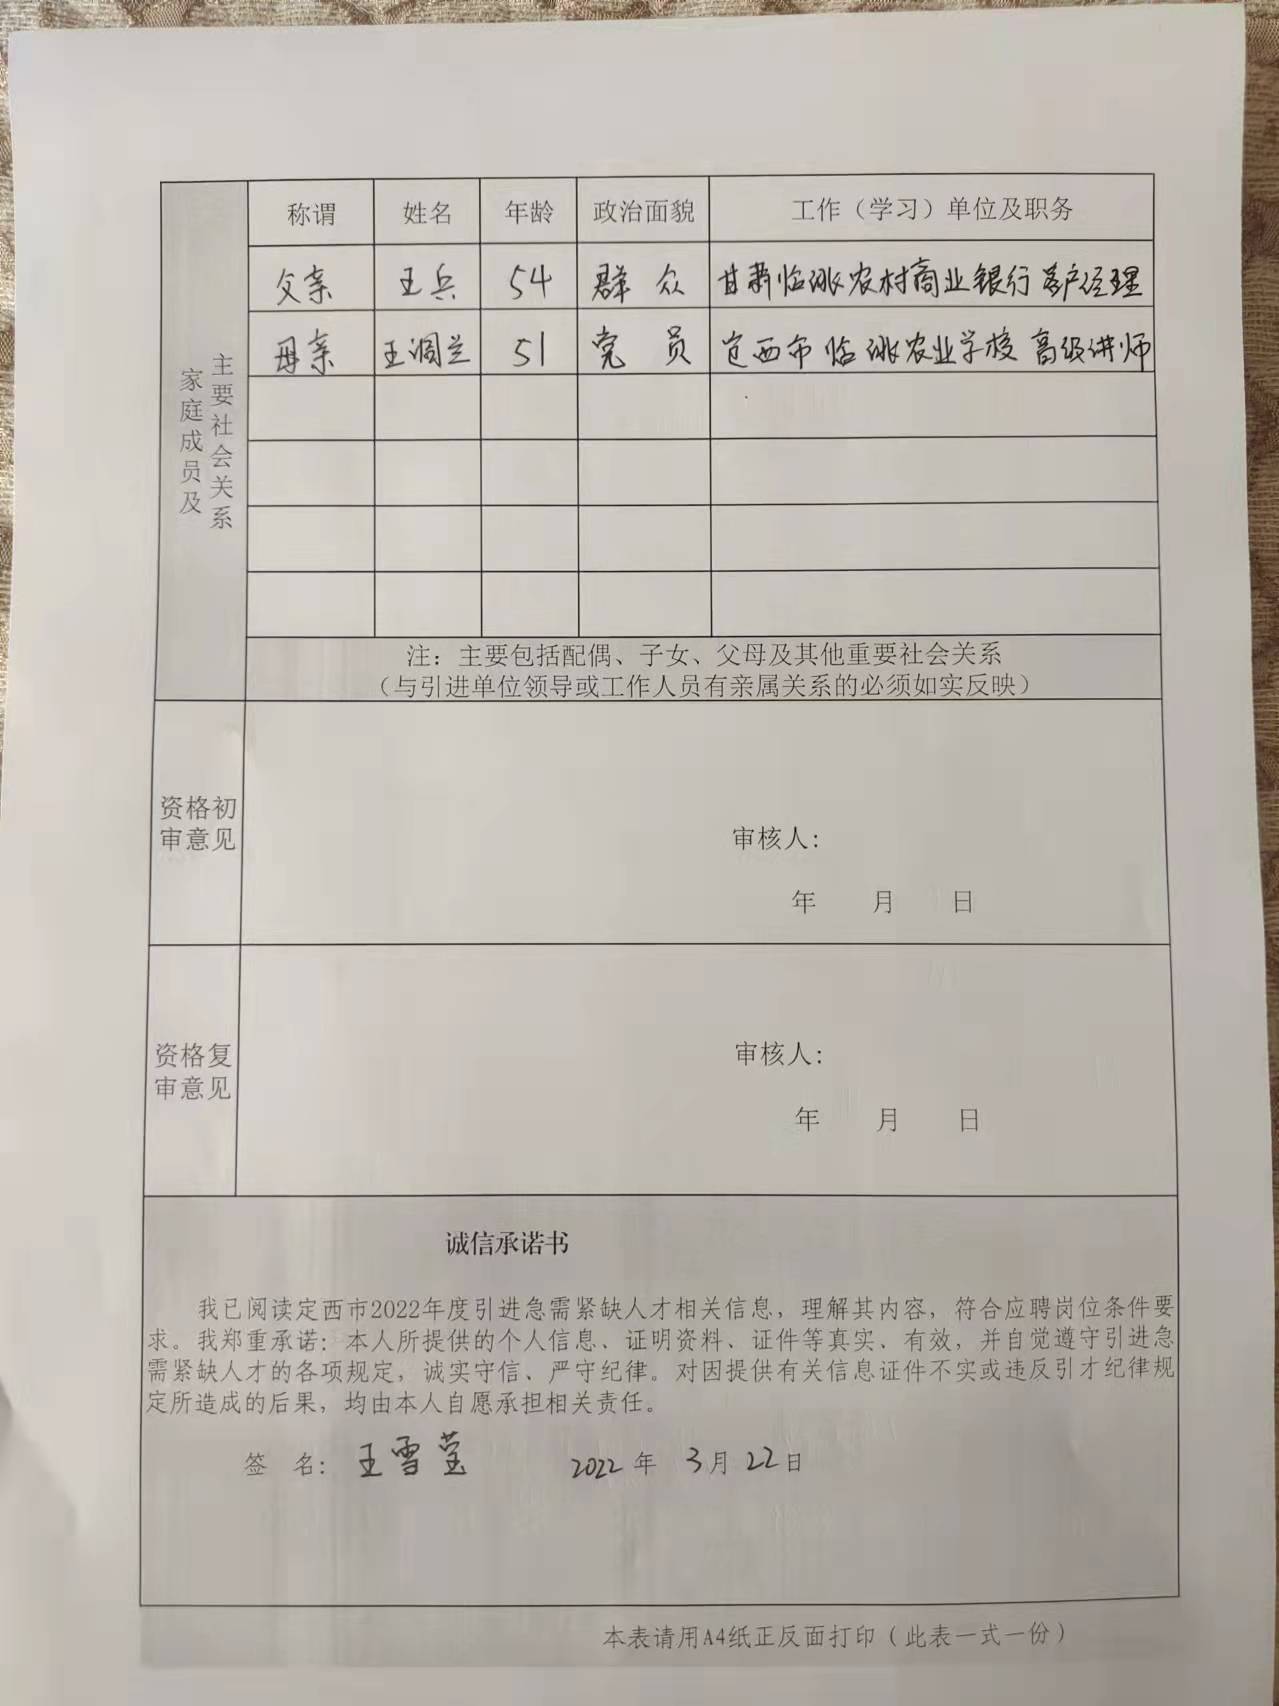 称谓 姓名 年龄 政治面貌 工作（学习）单位及职务
父亲 王兵 54 群众 甘肃临洮农村商业银行 客户经理
母亲 王润兰 51 党员 定西市临洮农业学校 高级讲师
家庭成员及
主要社会关系
注：主要包括配偶、子女、父母及其他重要社会关系
（与引进单位领导或工作人员有亲属关系的必须如实反映）
资格初
审意见
审核人：
年 月 日
资格复
审意见
审核人：
年 月 日
诚信承诺书
我已阅读定西市2022年度引进急需紧缺人才相关信息，理解其内容，符合应聘岗位条件要
求。我郑重承诺：本人所提供的个人信息、证明资料、证件等真实、有效，并自觉遵守引进急
需紧缺人才的各项规定，诚实守信、严守纪律。对因提供有关信息证件不实或违反引才纪律规
定所造成的后果，均由本人自愿承担相关责任。
签 名：王雪莹 2022年 3月22日
本表请用A4纸正反面打印（此表一式一份）